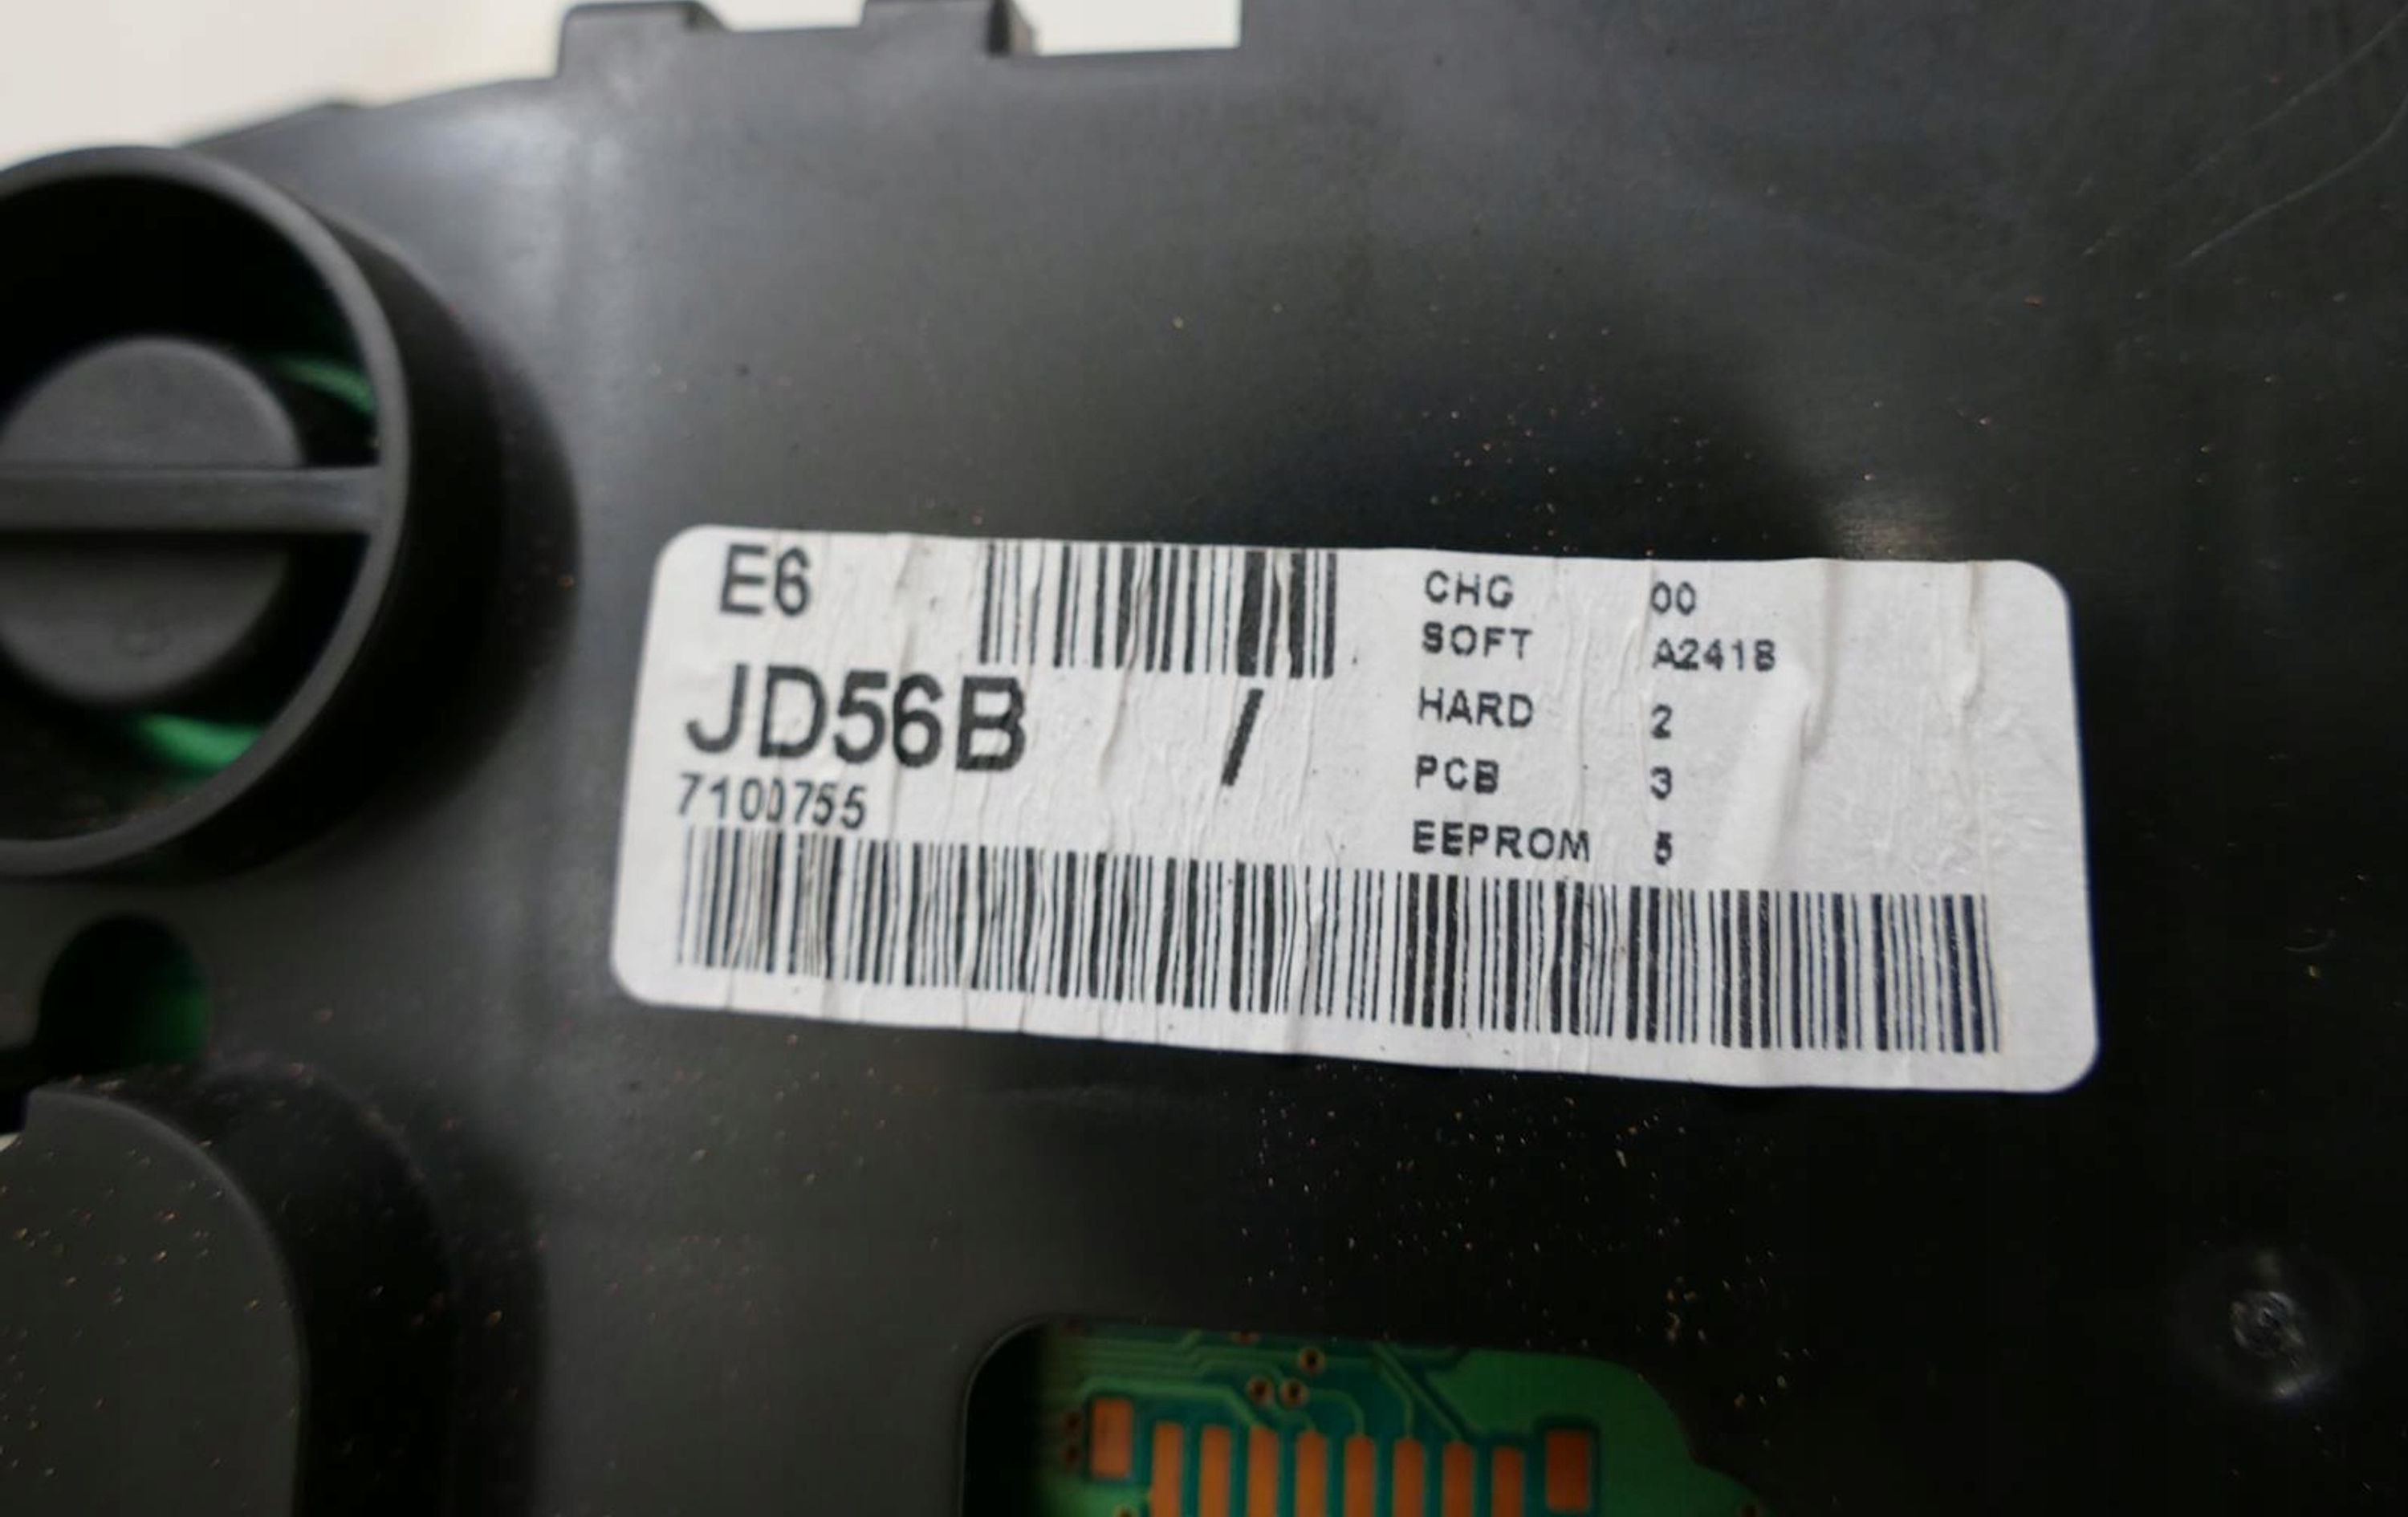 E6
JD56B /
7100755
CHG 00
SOFT A241B
HARD 2
PCB 3
EEPROM 5